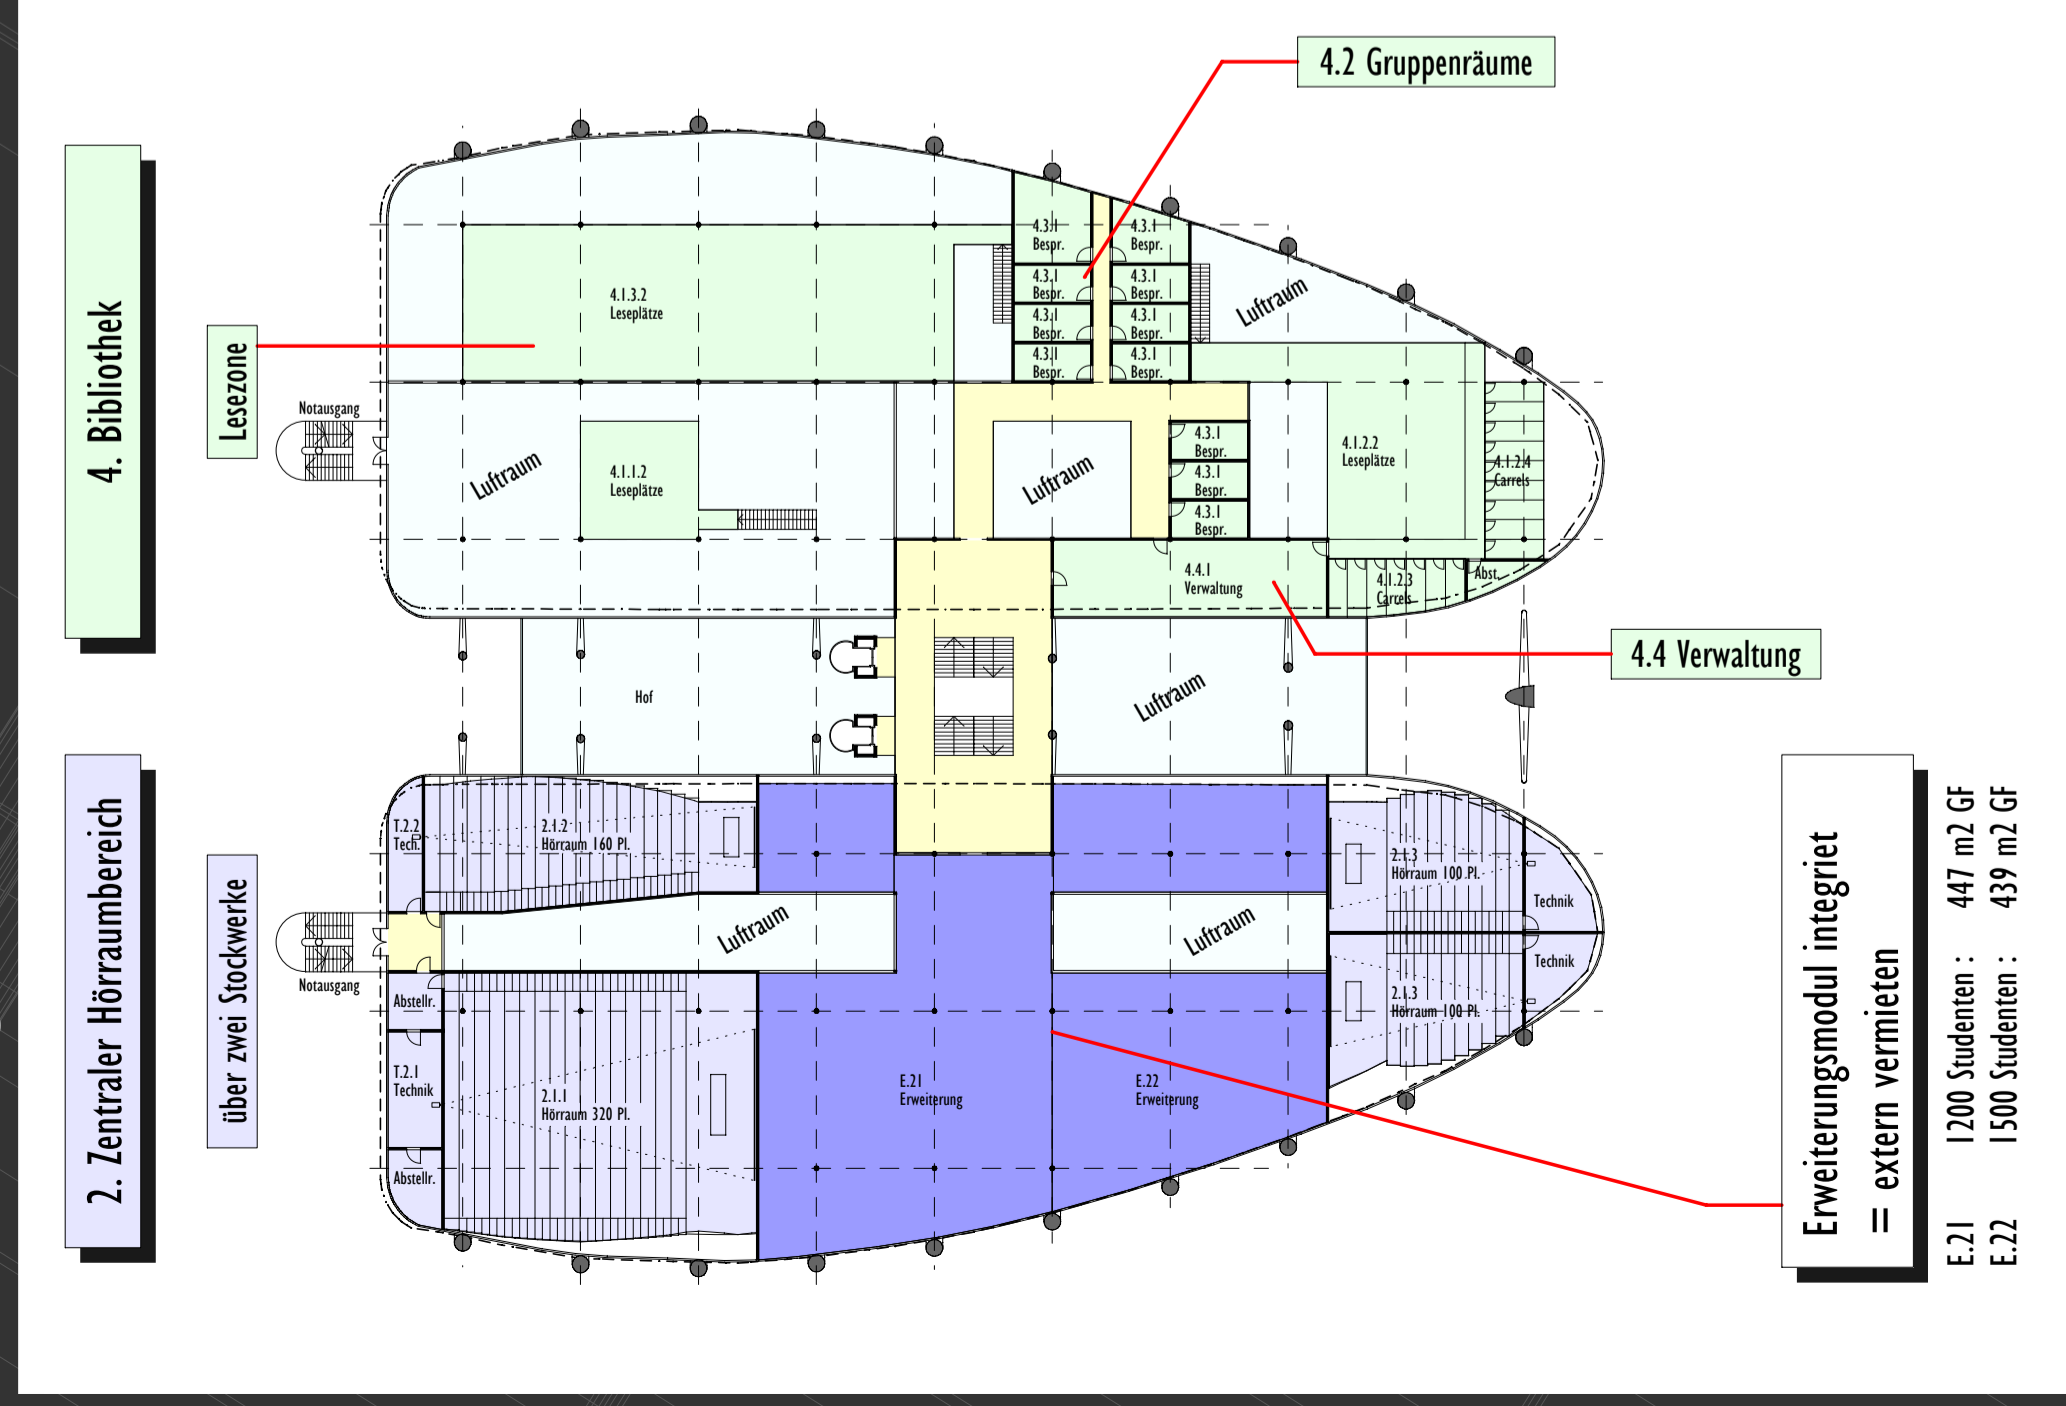 4.2 Gruppenräume
4. Bibliothek
Lesezone
4.3.1
Bespr.
4.3.1
Bespr.
4.3.1
Bespr.
4.3.1
Bespr.
4.3.1
Bespr.
4.3.1
Bespr.
4.3.1
Bespr.
4.3.1
Bespr.
Luftraum
4.1.3.2
Leseplätze
Notausgang
Luftraum
4.1.1.2
Leseplätze
Luftraum
4.3.1
Bespr.
4.3.1
Bespr.
4.3.1
Bespr.
4.1.2.2
Leseplätze
4.1.2.4
Carrels
4.4.1
Verwaltung
4.1.2.3
Carrels
Abst.
4.4 Verwaltung
Hof
Luftraum
2. Zentraler Hörraumbereich
über zwei Stockwerke
T.2.2
Tech.
2.1.2
Hörraum 160 Pl.
2.1.3
Hörraum 100 Pl.
Technik
Luftraum
Luftraum
Notausgang
Abstellr.
Technik
2.1.3
Hörraum 100 Pl.
T.2.1
Technik
2.1.1
Hörraum 320 Pl.
E.21
Erweiterung
E.22
Erweiterung
Abstellr.
Erweiterungsmodul integriet
= extern vermieten
E.21 1200 Studenten : 447 m2 GF
E.22 1500 Studenten : 439 m2 GF